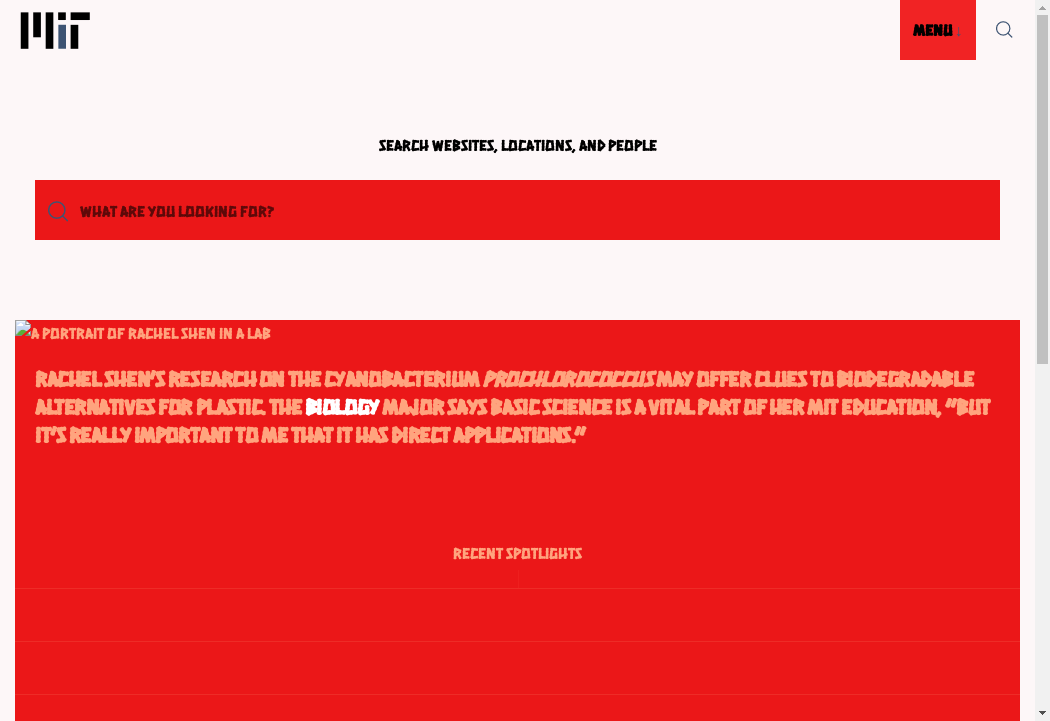 MIT
MENU ↓
SEARCH WEBSITES, LOCATIONS, AND PEOPLE
WHAT ARE YOU LOOKING FOR?
A PORTRAIT OF RACHEL SHEN IN A LAB
RACHEL SHEN'S RESEARCH ON THE CYANOBACTERIUM PROCHLOROCOCCUS MAY OFFER CLUES TO BIODEGRADABLE
ALTERNATIVES FOR PLASTIC. THE BIOLOGY MAJOR SAYS BASIC SCIENCE IS A VITAL PART OF HER MIT EDUCATION, “BUT
IT'S REALLY IMPORTANT TO ME THAT IT HAS DIRECT APPLICATIONS.”
RECENT SPOTLIGHTS